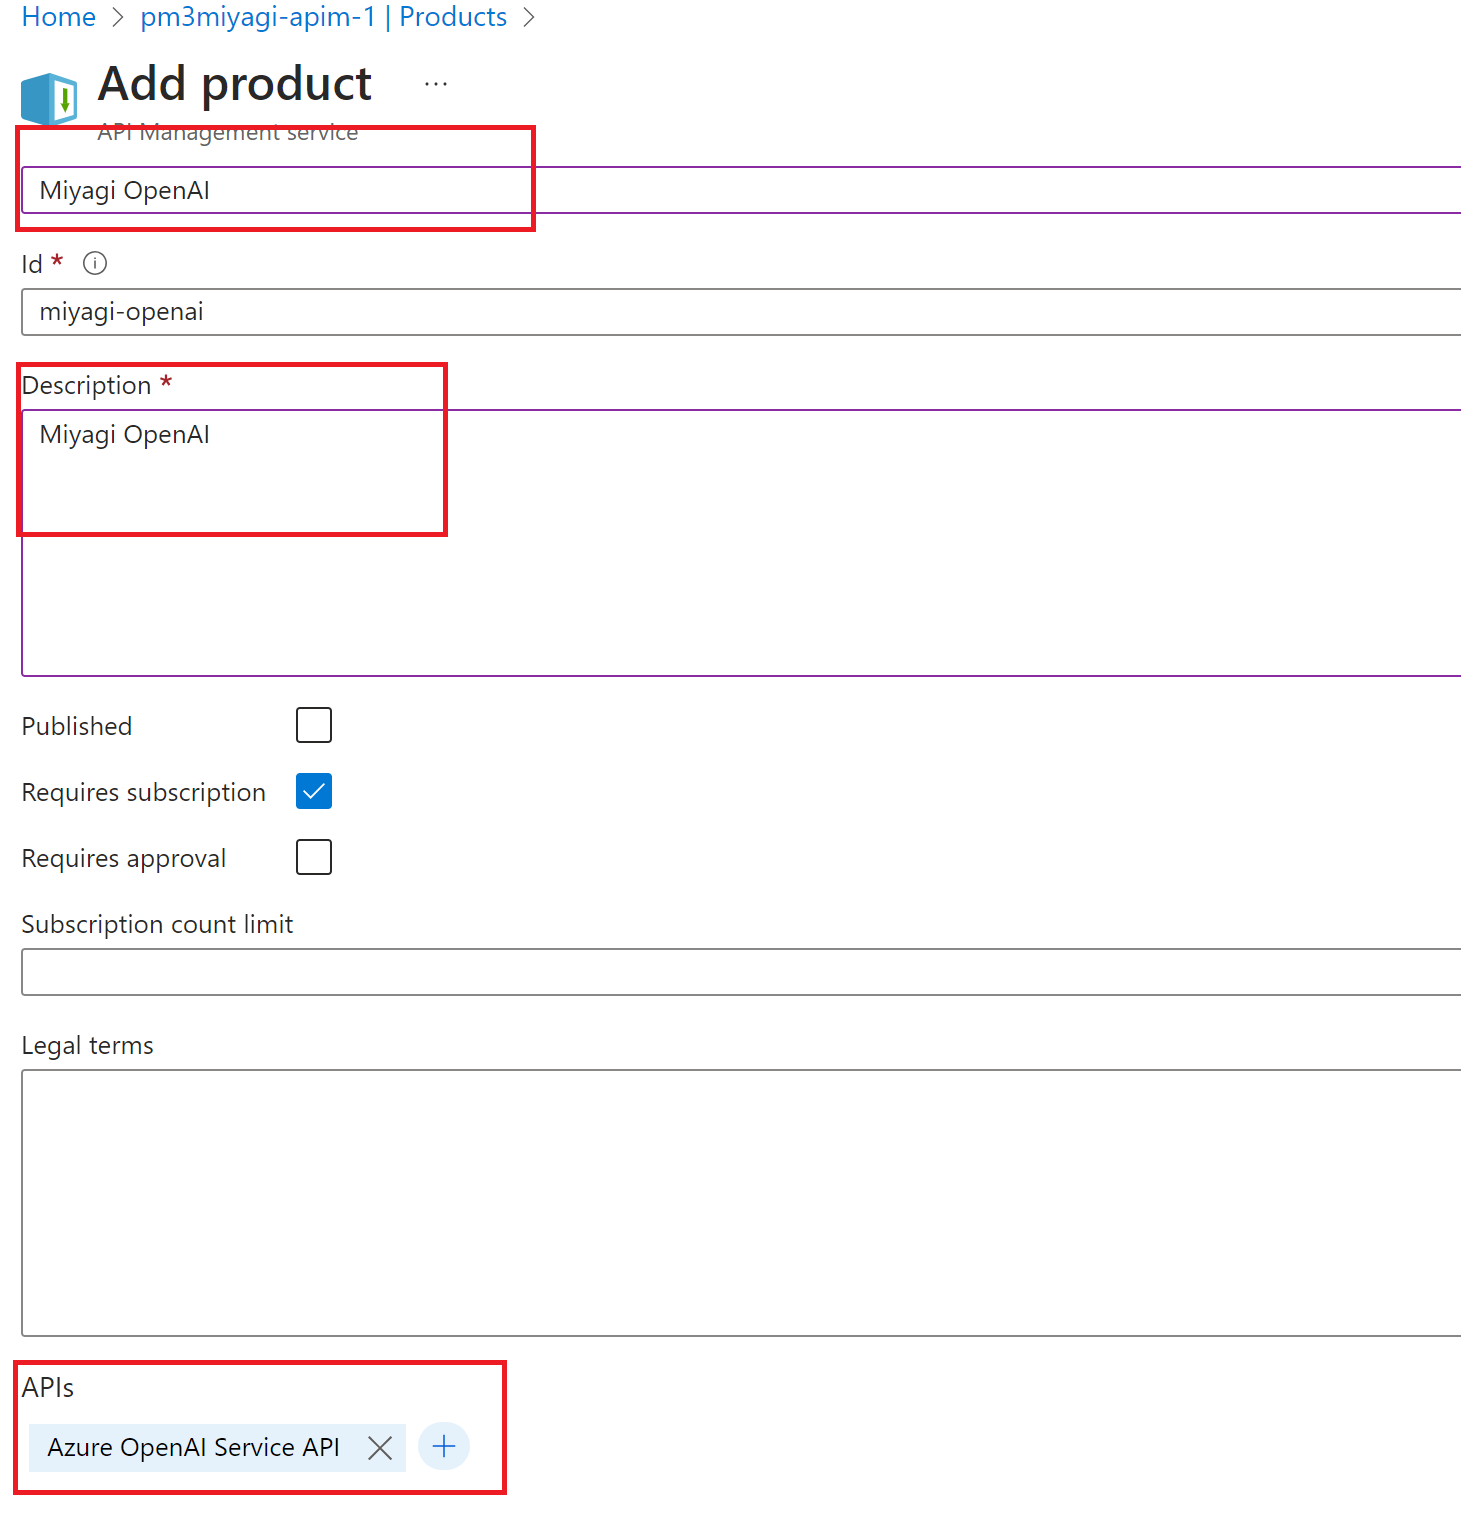 Home > pm3miyagi-apim-1 | Products >
Add product ...
API Management service
Miyagi OpenAI
Id *
miyagi-openai
Description *
Miyagi OpenAI
Published
Requires subscription
Requires approval
Subscription count limit
Legal terms
APIs
Azure OpenAI Service API